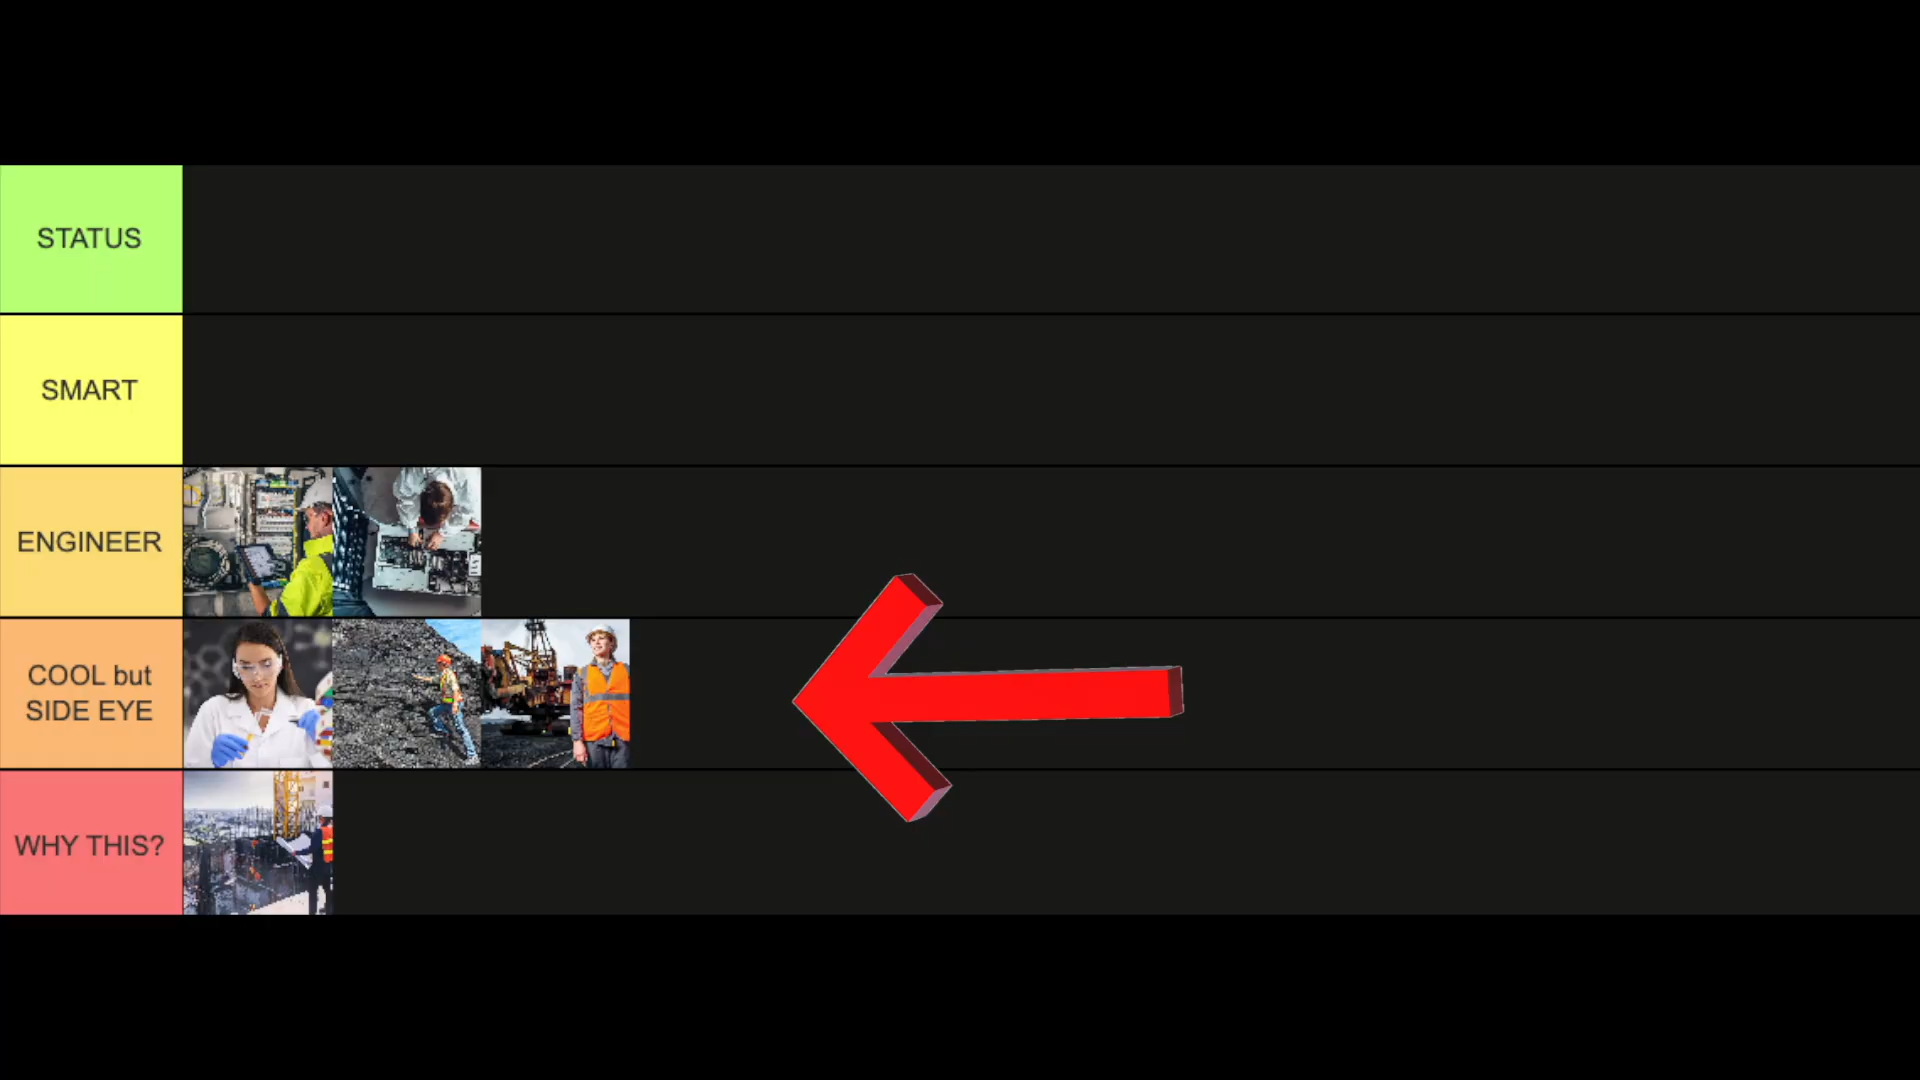 STATUS
SMART
ENGINEER
COOL but
SIDE EYE
WHY THIS?